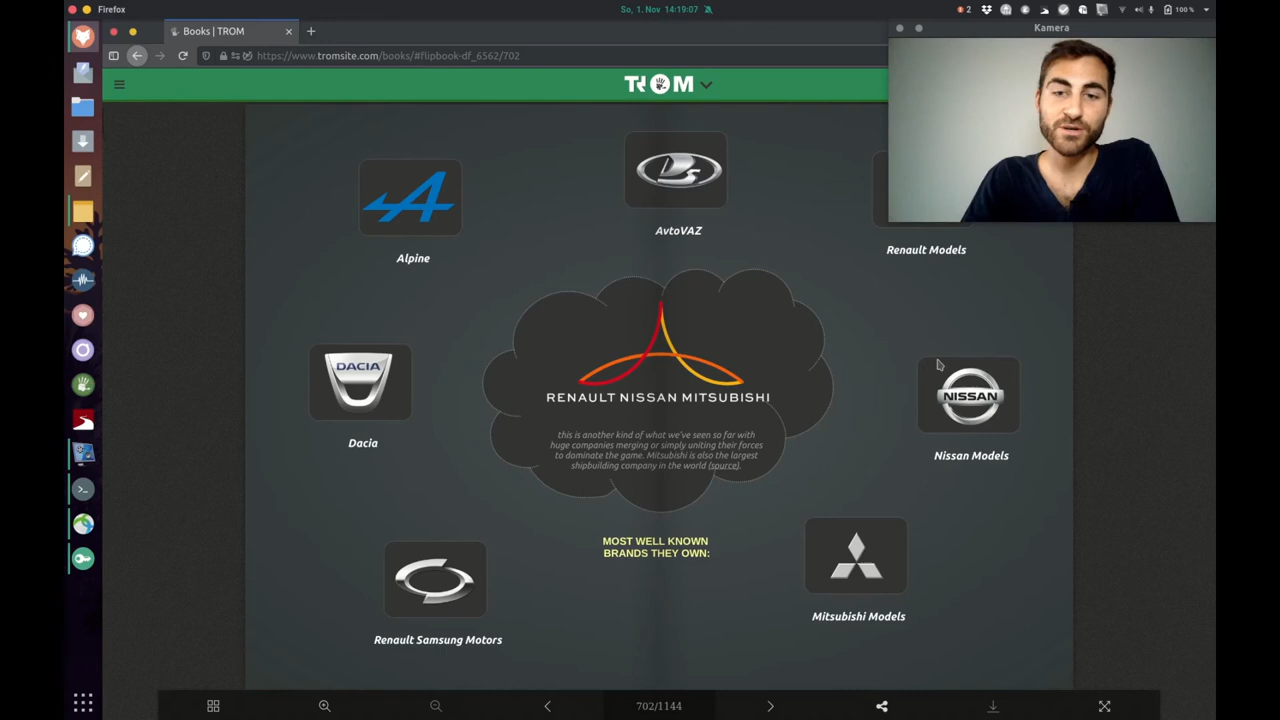 Firefox
So, 1. Nov 14:19:07
2
100 %
Books | TROM
https://www.tromsite.com/books/#flipbook-df_6562/702
Kamera
TROM
Alpine
AvtoVAZ
Renault Models
DACIA
Dacia
RENAULT NISSAN MITSUBISHI
this is another kind of what we've seen so far with
huge companies merging or simply uniting their forces
to dominate the game. Mitsubishi is also the largest
shipbuilding company in the world (source).
NISSAN
Nissan Models
MOST WELL KNOWN
BRANDS THEY OWN:
Renault Samsung Motors
Mitsubishi Models
702/1144